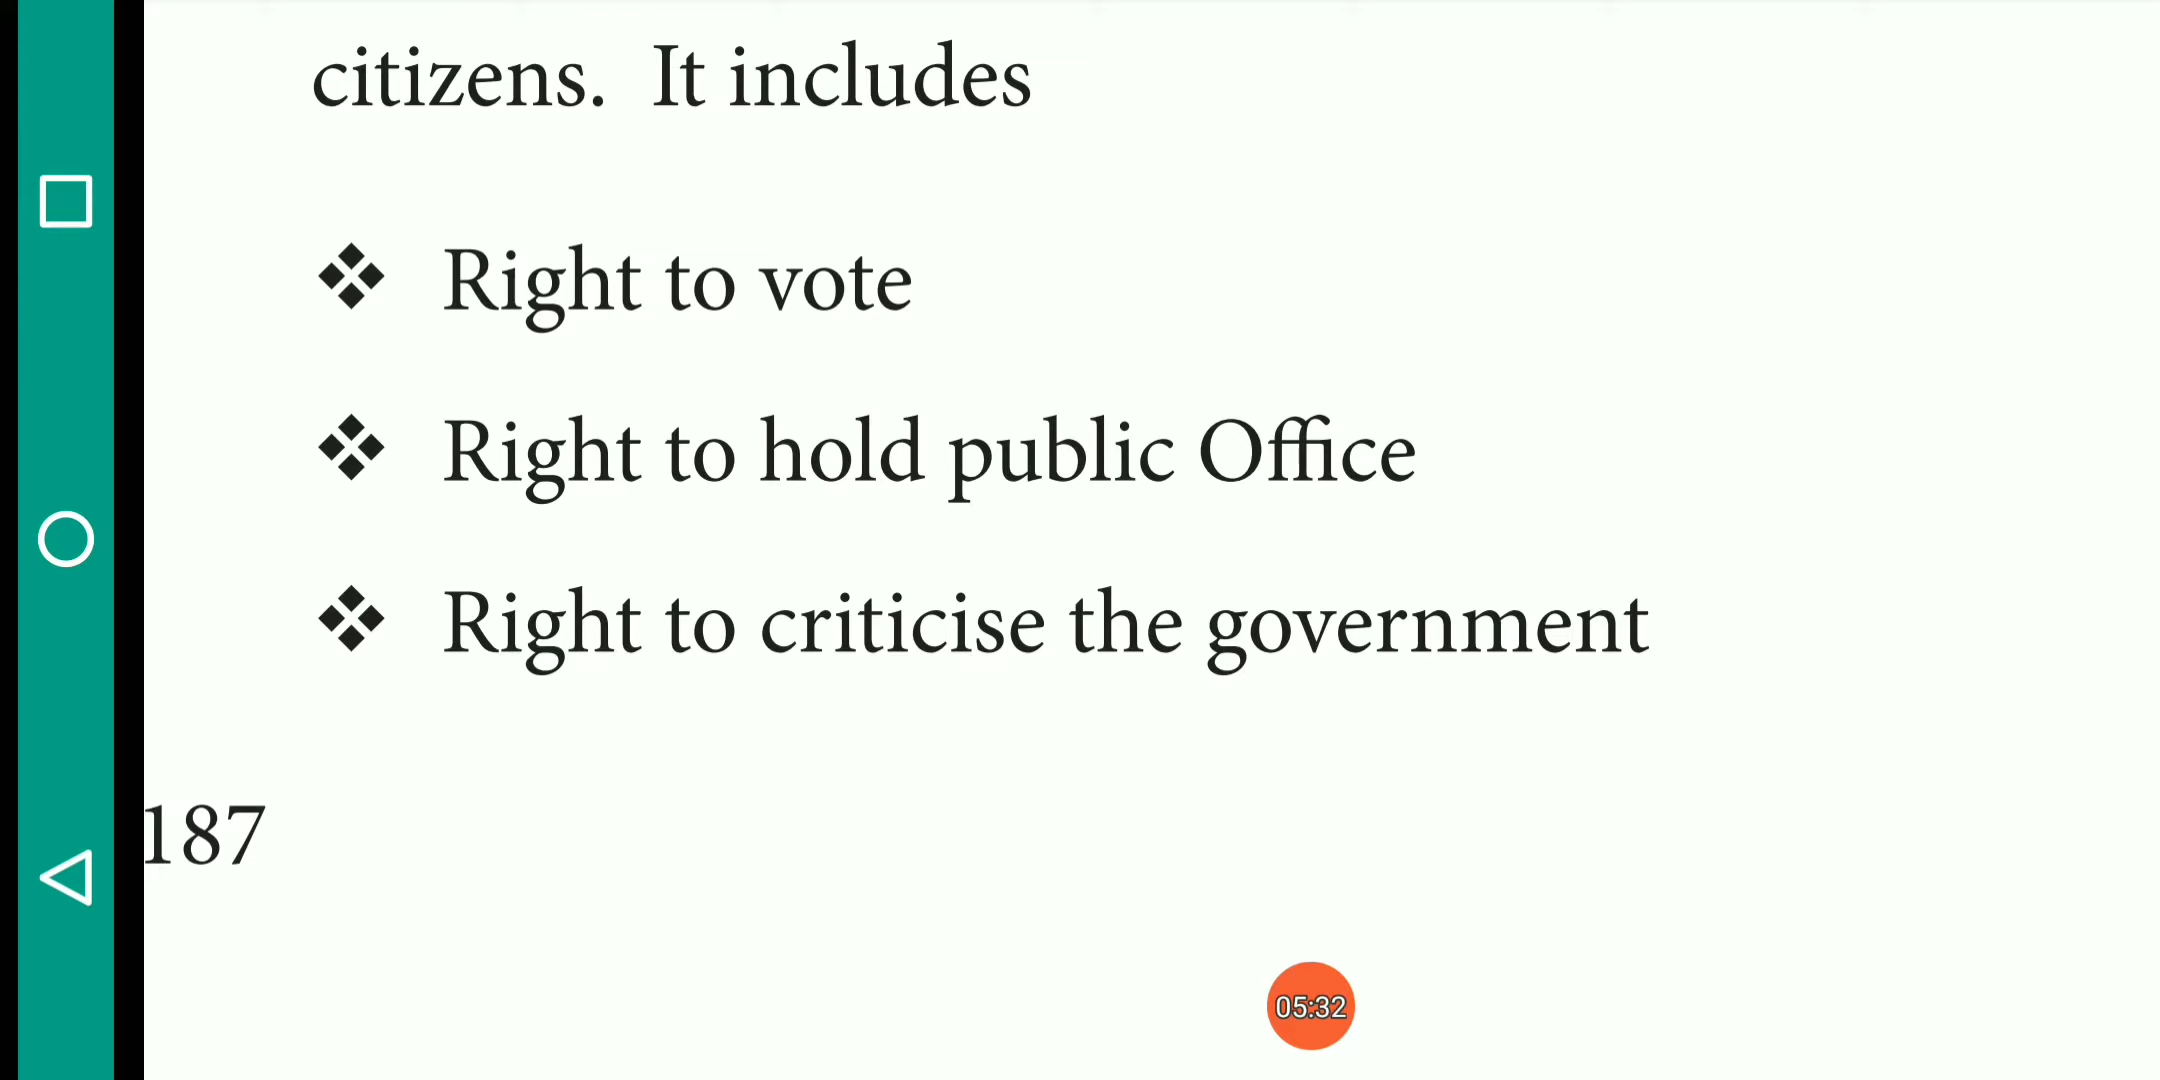 citizens. It includes
❖ Right to vote
❖ Right to hold public Office
❖ Right to criticise the government
187
05:32